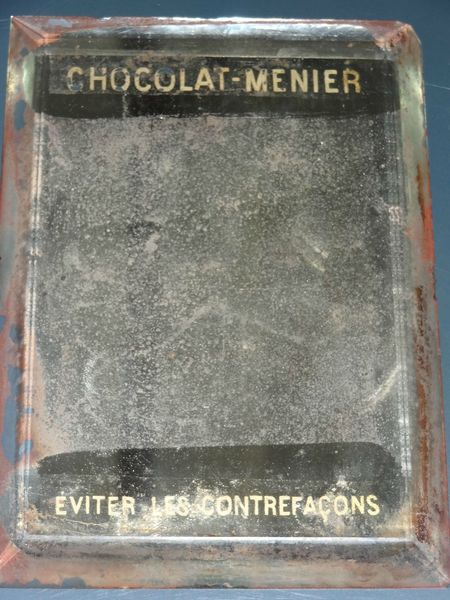 CHOCOLAT-MENIER
EVITER LES CONTREFAÇONS